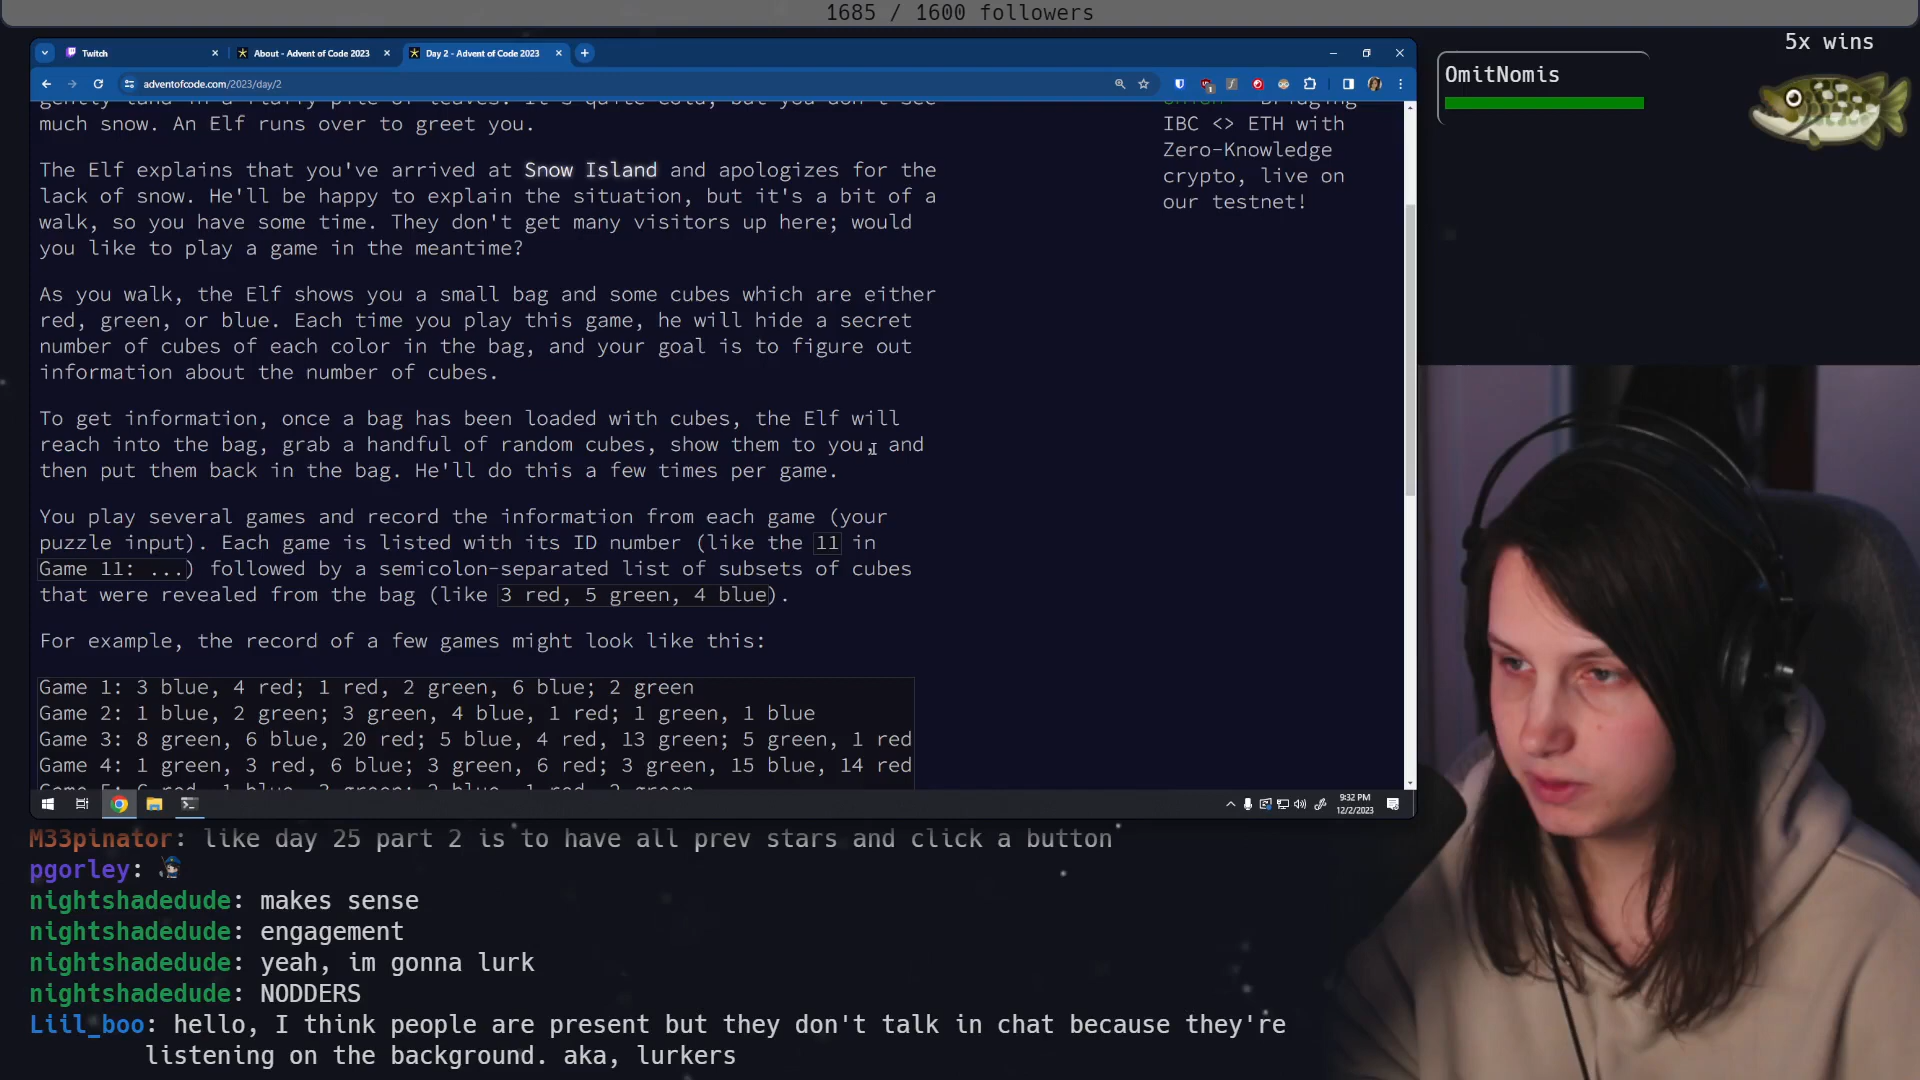 1685 / 1600 followers
5x wins
Twitch
About - Advent of Code 2023
Day 2 - Advent of Code 2023
OmitNomis
adventofcode.com/2023/day/2
much snow. An Elf runs over to greet you.
IBC <> ETH with
Zero-Knowledge
crypto, live on
our testnet!
The Elf explains that you've arrived at Snow Island and apologizes for the
lack of snow. He'll be happy to explain the situation, but it's a bit of a
walk, so you have some time. They don't get many visitors up here; would
you like to play a game in the meantime?
As you walk, the Elf shows you a small bag and some cubes which are either
red, green, or blue. Each time you play this game, he will hide a secret
number of cubes of each color in the bag, and your goal is to figure out
information about the number of cubes.
To get information, once a bag has been loaded with cubes, the Elf will
reach into the bag, grab a handful of random cubes, show them to you, and
then put them back in the bag. He'll do this a few times per game.
You play several games and record the information from each game (your
puzzle input). Each game is listed with its ID number (like the 11 in
Game 11: ...) followed by a semicolon-separated list of subsets of cubes
that were revealed from the bag (like 3 red, 5 green, 4 blue).
For example, the record of a few games might look like this:
Game 1: 3 blue, 4 red; 1 red, 2 green, 6 blue; 2 green
Game 2: 1 blue, 2 green; 3 green, 4 blue, 1 red; 1 green, 1 blue
Game 3: 8 green, 6 blue, 20 red; 5 blue, 4 red, 13 green; 5 green, 1 red
Game 4: 1 green, 3 red, 6 blue; 3 green, 6 red; 3 green, 15 blue, 14 red
9:32 PM
12/2/2023
M33pinator: like day 25 part 2 is to have all prev stars and click a button
pgorley:
nightshadedude: makes sense
nightshadedude: engagement
nightshadedude: yeah, im gonna lurk
nightshadedude: NODDERS
Liil_boo: hello, I think people are present but they don't talk in chat because they're
listening on the background. aka, lurkers